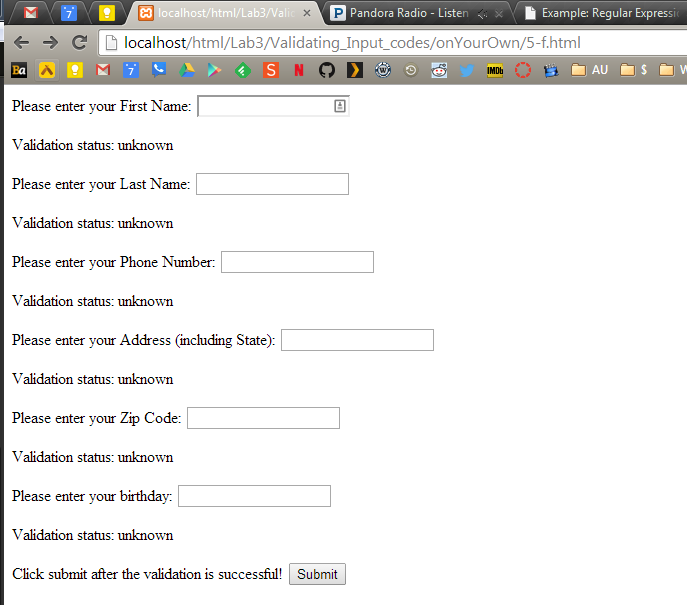 localhost/html/Lab3/Valid
Pandora Radio - Listen
Example: Regular Expressi
localhost/html/Lab3/Validating_Input_codes/onYourOwn/5-f.html
AU $
Please enter your First Name:
Validation status: unknown
Please enter your Last Name:
Validation status: unknown
Please enter your Phone Number:
Validation status: unknown
Please enter your Address (including State):
Validation status: unknown
Please enter your Zip Code:
Validation status: unknown
Please enter your birthday:
Validation status: unknown
Click submit after the validation is successful! Submit